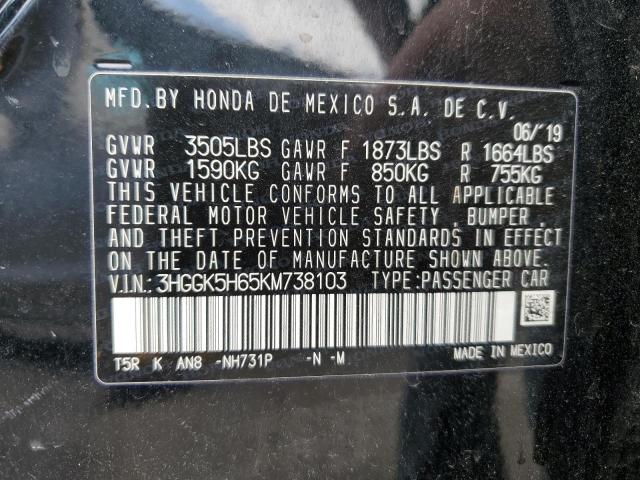 MFD. BY HONDA DE MEXICO S.A. DE C.V.
06/'19
GVWR 3505LBS GAWR F 1873LBS R 1664LBS
GVWR 1590KG GAWR F 850KG R 755KG
THIS VEHICLE CONFORMS TO ALL APPLICABLE
FEDERAL MOTOR VEHICLE SAFETY, BUMPER,
AND THEFT PREVENTION STANDARDS IN EFFECT
ON THE DATE OF MANUFACTURE SHOWN ABOVE.
V.I.N.: 3HGGK5H65KM738103 TYPE: PASSENGER CAR
T5R K AN8 -NH731P -N -M
MADE IN MEXICO